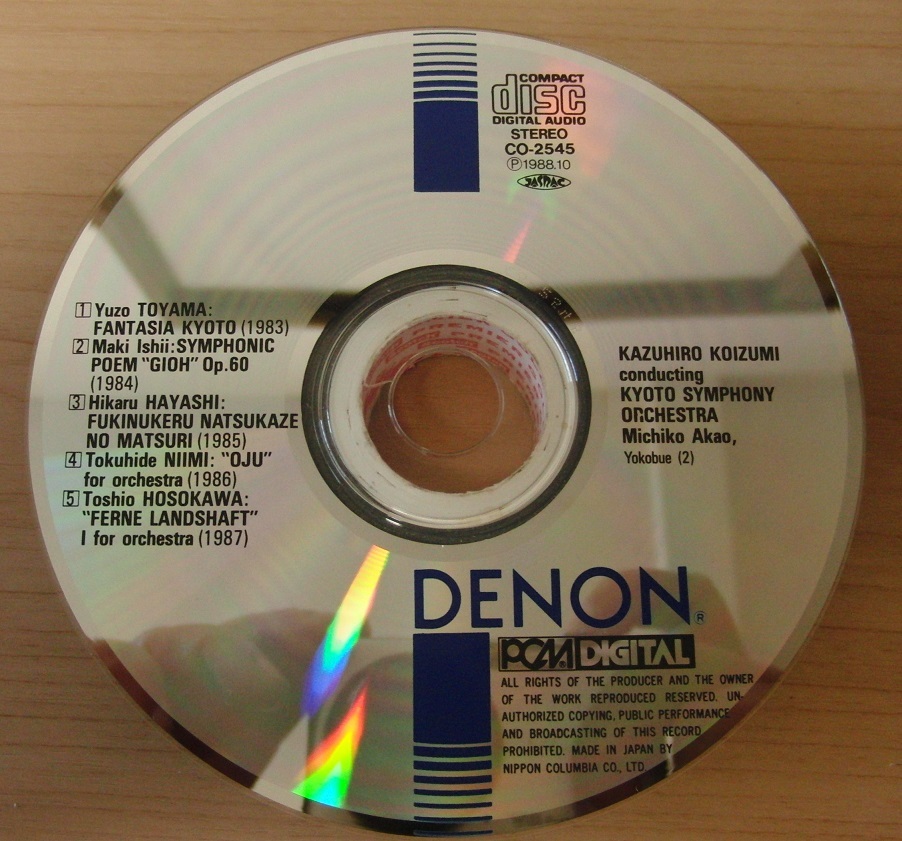 COMPACT
disc
DIGITAL AUDIO
STEREO
CO-2545
Ⓟ1988.10
JASRAC
1 Yuzo TOYAMA:
FANTASIA KYOTO (1983)
2 Maki Ishii:SYMPHONIC
POEM "GIOH" Op.60
(1984)
3 Hikaru HAYASHI:
FUKINUKERU NATSUKAZE
NO MATSURI (1985)
4 Tokuhide NIIMI: "OJU"
for orchestra (1986)
5 Toshio HOSOKAWA:
"FERNE LANDSHAFT"
I for orchestra (1987)
KAZUHIRO KOIZUMI
conducting
KYOTO SYMPHONY
ORCHESTRA
Michiko Akao,
Yokobue (2)
DENON®
PCM DIGITAL
ALL RIGHTS OF THE PRODUCER AND THE OWNER
OF THE WORK REPRODUCED RESERVED. UN-
AUTHORIZED COPYING, PUBLIC PERFORMANCE
AND BROADCASTING OF THIS RECORD
PROHIBITED. MADE IN JAPAN BY
NIPPON COLUMBIA CO., LTD.